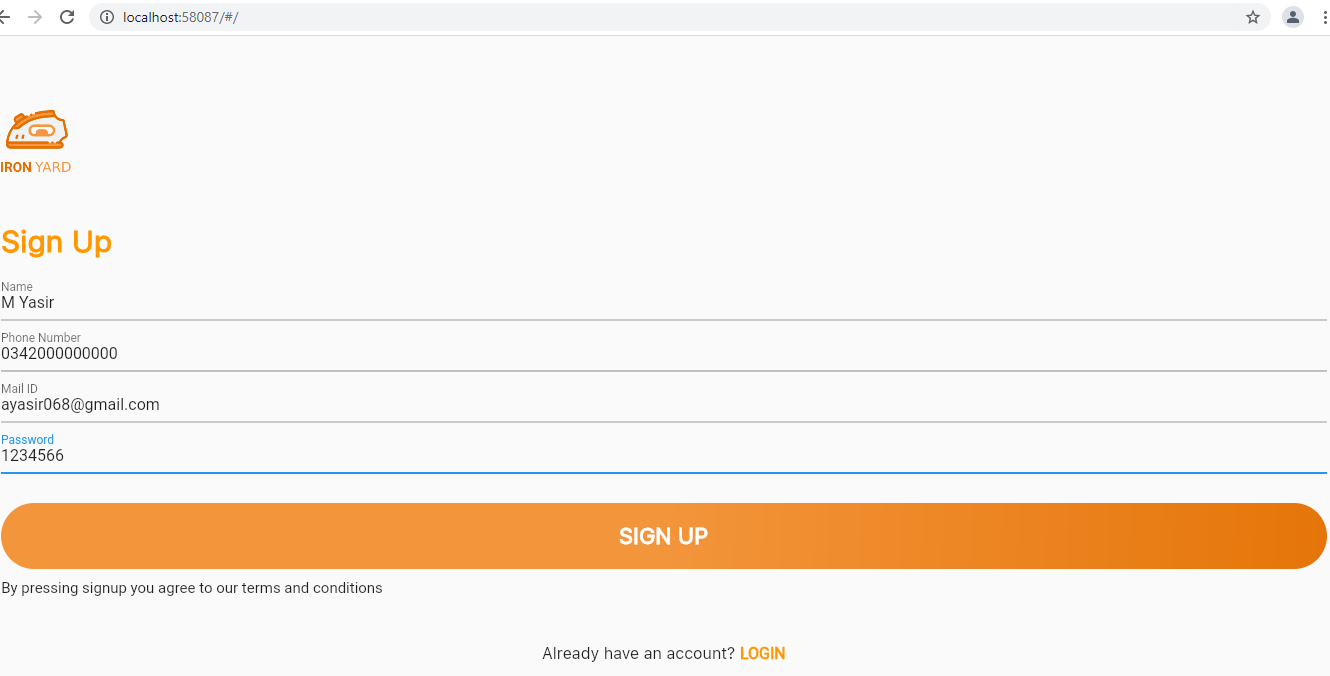 localhost:58087/#/
IRON YARD
Sign Up
Name
M Yasir
Phone Number
0342000000000
Mail ID
ayasir068@gmail.com
Password
1234566
SIGN UP
By pressing signup you agree to our terms and conditions
Already have an account? LOGIN